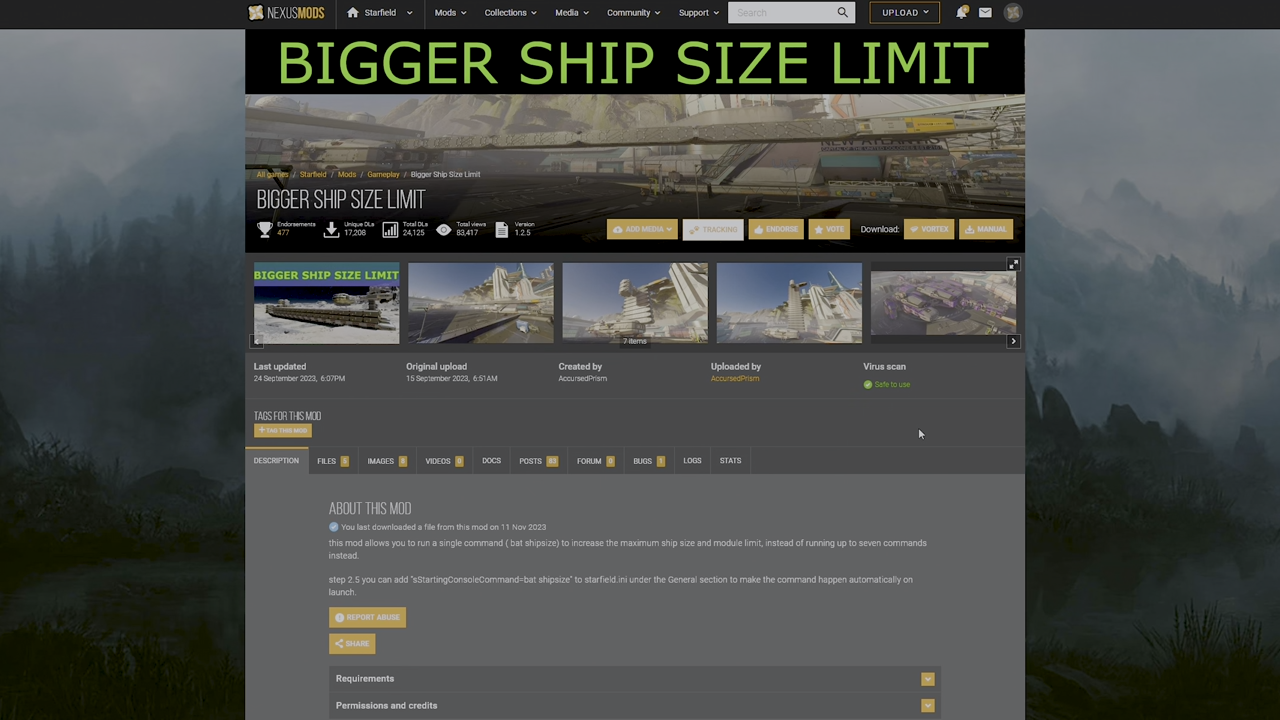 NEXUSMODS
Starfield
Mods
Collections
Media
Community
Support
Search
UPLOAD
BIGGER SHIP SIZE LIMIT
NEW ATLANTIS
All games / Starfield / Mods / Gameplay / Bigger Ship Size Limit
BIGGER SHIP SIZE LIMIT
Endorsements
477
Unique DLs
17,208
Total DLs
24,125
Total views
83,417
Version
1.2.5
ADD MEDIA
TRACKING
ENDORSE
VOTE
Download:
VORTEX
MANUAL
BIGGER SHIP SIZE LIMIT
7 items
Last updated
24 September 2023, 6:07PM
Original upload
15 September 2023, 6:51AM
Created by
AccursedPrism
Uploaded by
AccursedPrism
Virus scan
Safe to use
TAGS FOR THIS MOD
+ TAG THIS MOD
DESCRIPTION
FILES 5
IMAGES 8
VIDEOS 0
DOCS
POSTS 83
FORUM 0
BUGS 1
LOGS
STATS
ABOUT THIS MOD
You last downloaded a file from this mod on 11 Nov 2023
this mod allows you to run a single command ( bat shipsize) to increase the maximum ship size and module limit, instead of running up to seven commands
instead.
step 2.5 you can add "sStartingConsoleCommand=bat shipsize" to starfield.ini under the General section to make the command happen automatically on
launch.
REPORT ABUSE
SHARE
Requirements
Permissions and credits